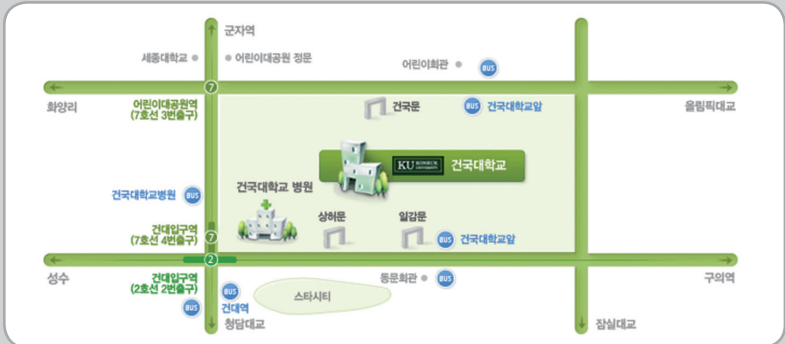 군자역
세종대학교
어린이대공원 정문
어린이회관
BUS
7
화양리
어린이대공원역
(7호선 3번출구)
건국문
BUS
건국대학교앞
올림픽대교
KU KONKUK
UNIVERSITY
건국대학교
건국대학교병원
BUS
건국대학교 병원
상허문
일감문
건대입구역
(7호선 4번출구)
7
BUS
건국대학교앞
2
성수
건대입구역
(2호선 2번출구)
동문회관
BUS
구의역
BUS
BUS
건대역
스타시티
청담대교
잠실대교